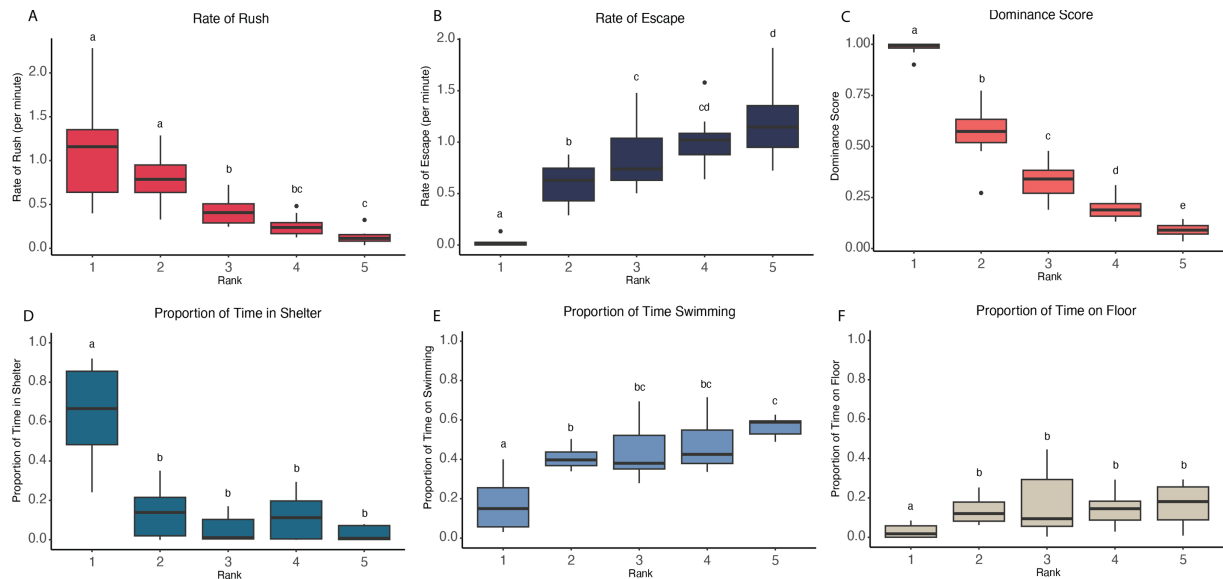 A
Rate of Rush
a
a
b
bc
c
2.0
1.5
1.0
0.5
0.0
Rate of Rush (per minute)
1 2 3 4 5
Rank
B
Rate of Escape
a
b
c
cd
d
2.0
1.5
1.0
0.5
0.0
Rate of Escape (per minute)
1 2 3 4 5
Rank
C
Dominance Score
a
b
c
d
e
1.00
0.75
0.50
0.25
0.00
Dominance Score
1 2 3 4 5
Rank
D
Proportion of Time in Shelter
a
b
b
b
b
1.0
0.8
0.6
0.4
0.2
0.0
Proportion of Time in Shelter
1 2 3 4 5
Rank
E
Proportion of Time Swimming
a
b
bc
bc
c
1.0
0.8
0.6
0.4
0.2
0.0
Proportion of Time on Swimming
1 2 3 4 5
Rank
F
Proportion of Time on Floor
a
b
b
b
b
1.0
0.8
0.6
0.4
0.2
0.0
Proportion of Time on Floor
1 2 3 4 5
Rank